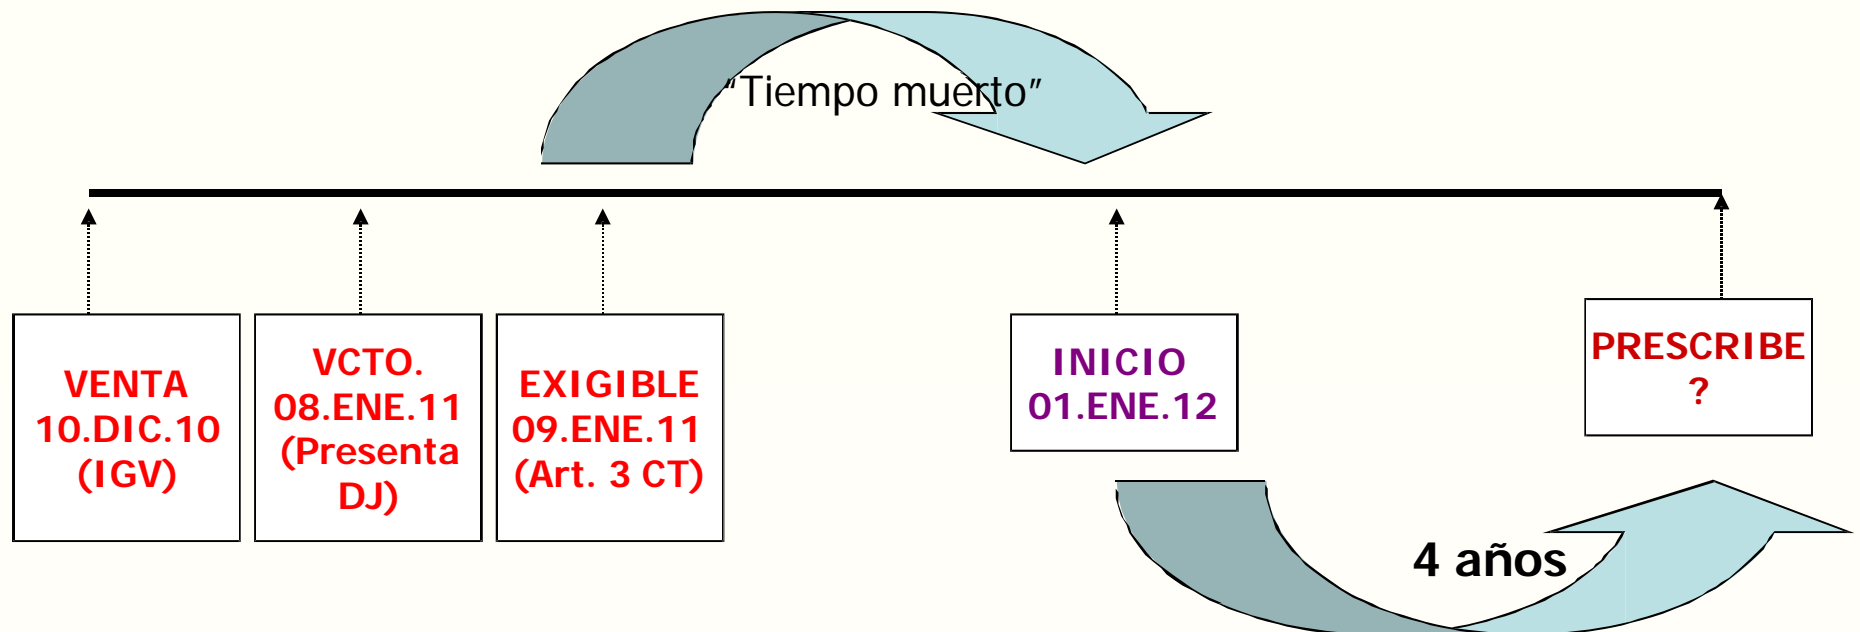 “Tiempo muerto”
VENTA
10.DIC.10
(IGV)
VCTO.
08.ENE.11
(Presenta
DJ)
EXIGIBLE
09.ENE.11
(Art. 3 CT)
INICIO
01.ENE.12
PRESCRIBE
?
4 años